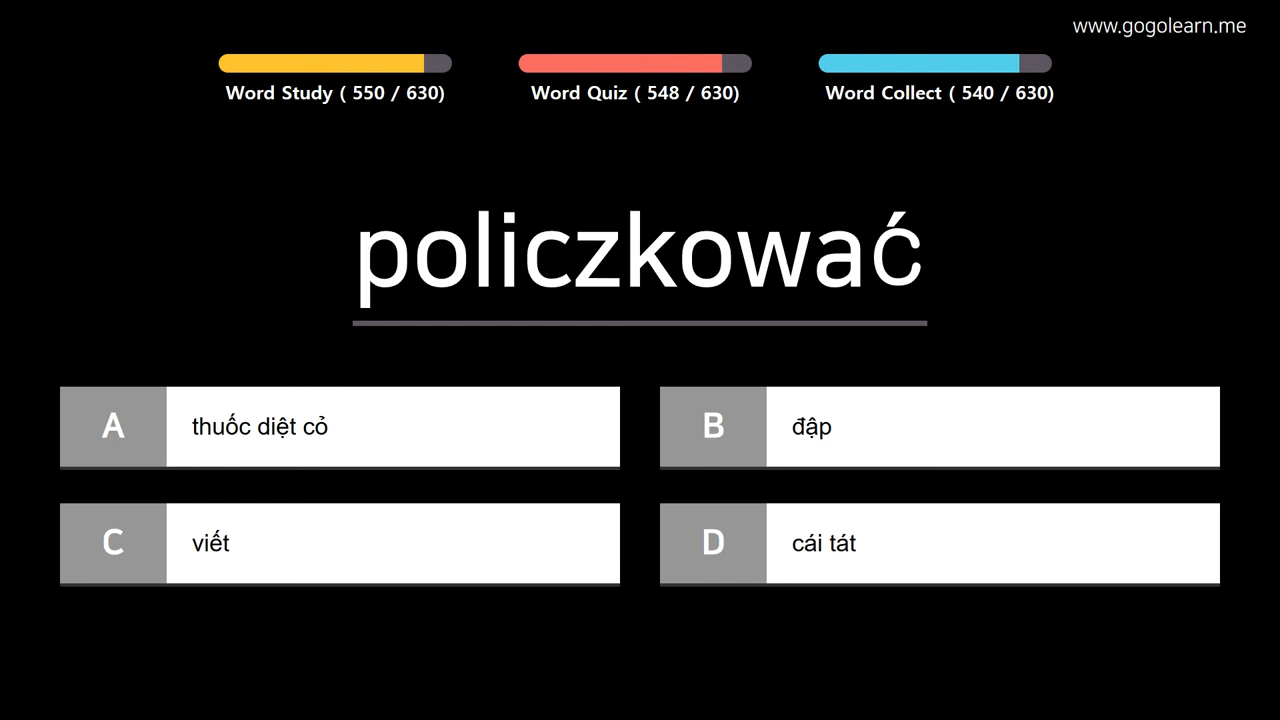 www.gogolearn.me
Word Study ( 550 / 630)
Word Quiz ( 548 / 630)
Word Collect ( 540 / 630)
policzkować
A thuốc diệt cỏ
B đập
C viết
D cái tát